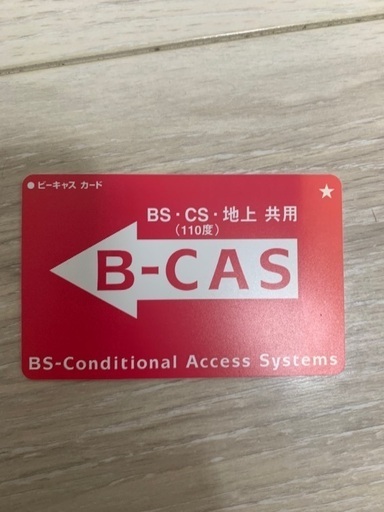 ●ビーキャス カード
★
BS・CS・地上 共用
(110度)
B-CAS
BS-Conditional Access Systems